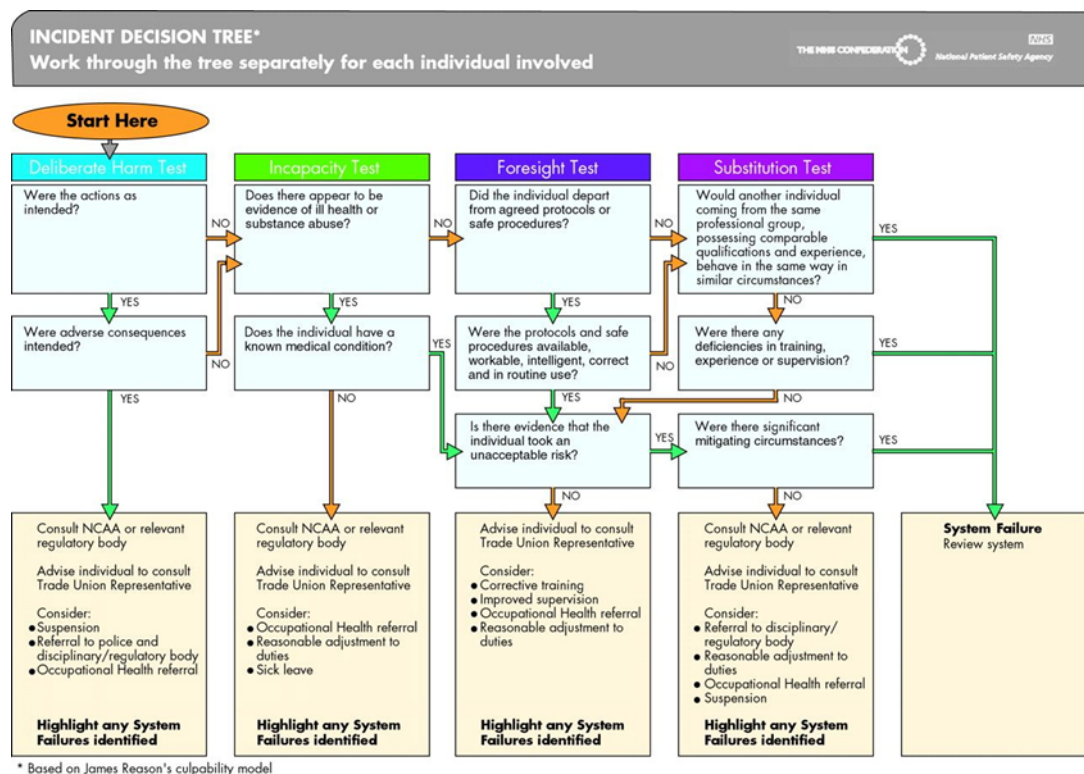 INCIDENT DECISION TREE*
Work through the tree separately for each individual involved
THE NHS CONFEDERATION
NHS
National Patient Safety Agency
Start Here
Deliberate Harm Test
Incapacity Test
Foresight Test
Substitution Test
Were the actions as
intended?
NO
YES
Were adverse consequences
intended?
NO
YES
Does there appear to be
evidence of ill health or
substance abuse?
NO
YES
Does the individual have a
known medical condition?
YES
NO
Did the individual depart
from agreed protocols or
safe procedures?
NO
YES
Were the protocols and safe
procedures available,
workable, intelligent, correct
and in routine use?
NO
YES
Is there evidence that the
individual took an
unacceptable risk?
YES
NO
Would another individual
coming from the same
professional group,
possessing comparable
qualifications and experience,
behave in the same way in
similar circumstances?
YES
NO
Were there any
deficiencies in training,
experience or supervision?
YES
NO
Were there significant
mitigating circumstances?
YES
NO
Consult NCAA or relevant
regulatory body
Advise individual to consult
Trade Union Representative
Consider:
● Suspension
● Referral to police and
disciplinary/regulatory body
● Occupational Health referral
Highlight any System
Failures identified
Consult NCAA or relevant
regulatory body
Advise individual to consult
Trade Union Representative
Consider:
● Occupational Health referral
● Reasonable adjustment to
duties
● Sick leave
Highlight any System
Failures identified
Advise individual to consult
Trade Union Representative
Consider:
● Corrective training
● Improved supervision
● Occupational Health referral
● Reasonable adjustment to
duties
Highlight any System
Failures identified
Consult NCAA or relevant
regulatory body
Advise individual to consult
Trade Union Representative
Consider:
● Referral to disciplinary/
regulatory body
● Reasonable adjustment to
duties
● Occupational Health referral
● Suspension
Highlight any System
Failures identified
System Failure
Review system
* Based on James Reason's culpability model